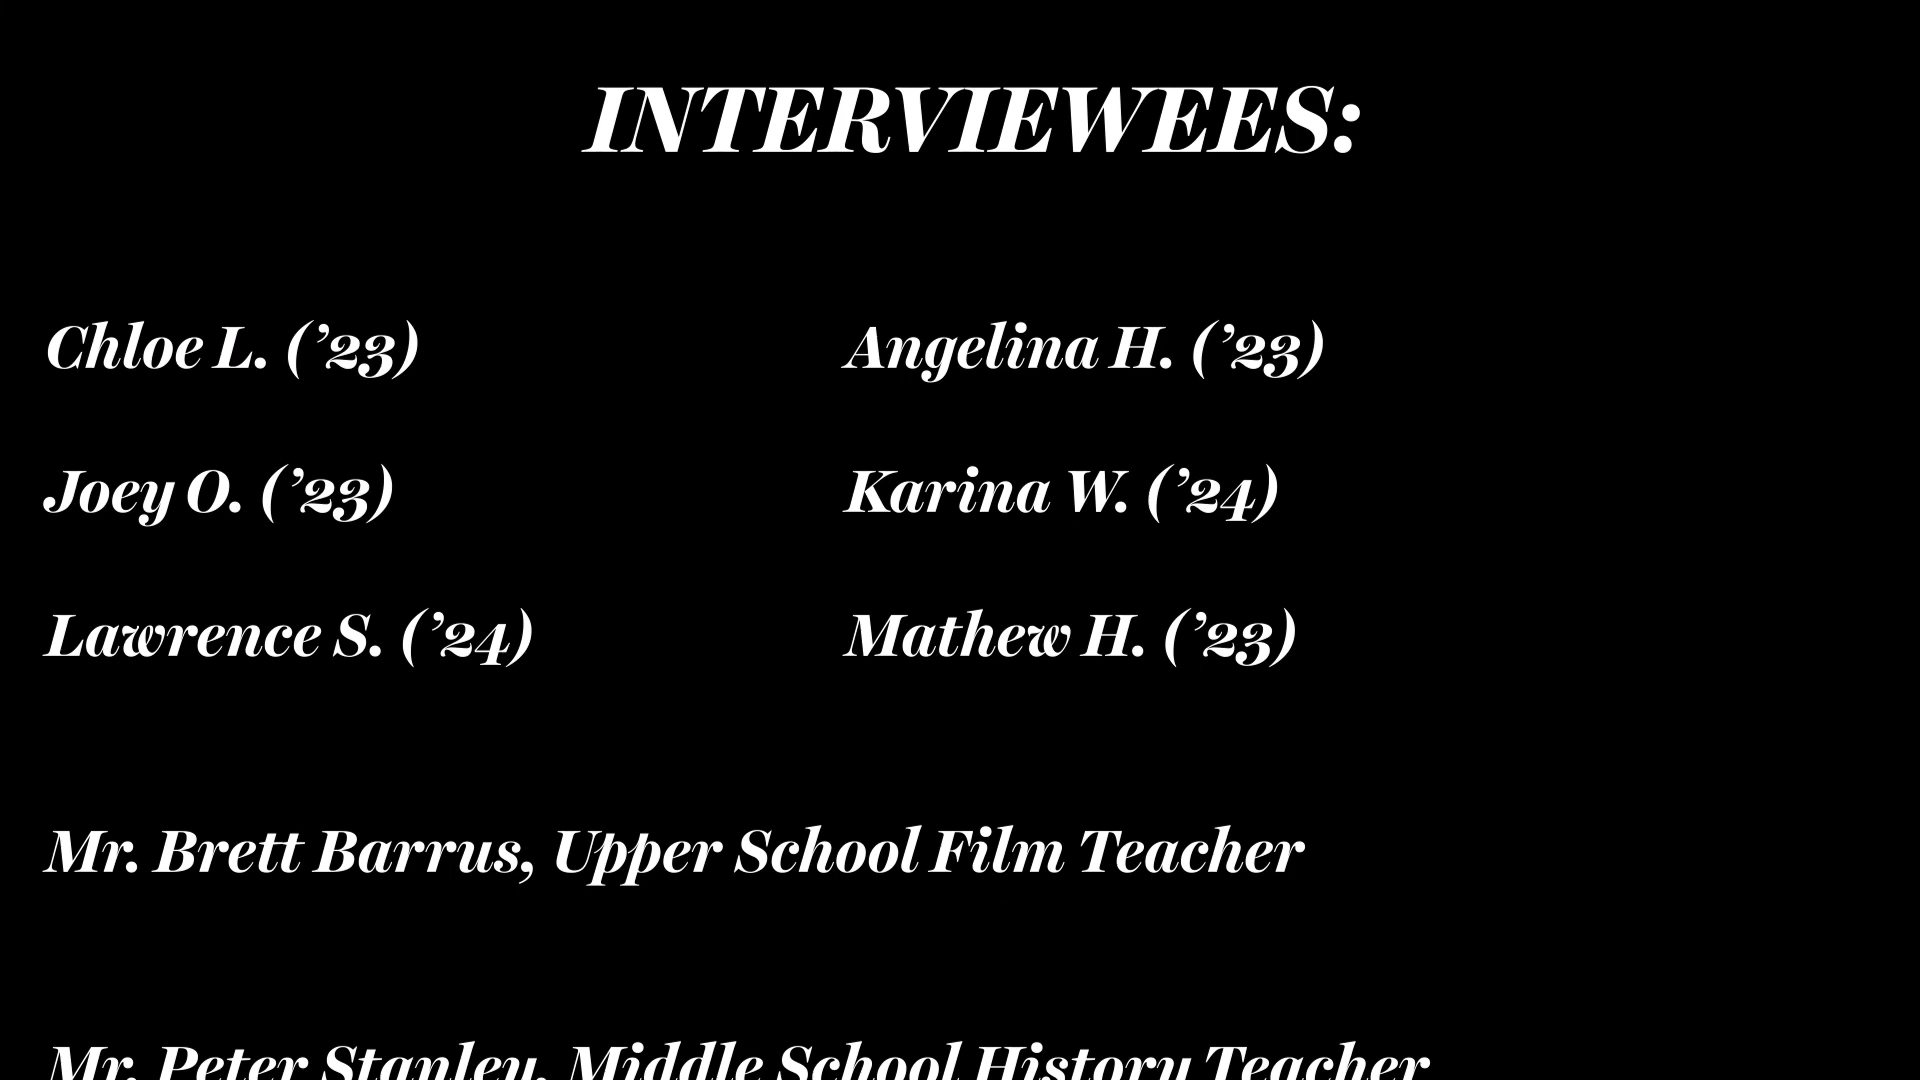 INTERVIEWEES:
Chloe L. (’23) Angelina H. (’23)
Joey O. (’23) Karina W. (’24)
Lawrence S. (’24) Mathew H. (’23)
Mr. Brett Barrus, Upper School Film Teacher
Mr. Peter Stanley, Middle School History Teacher